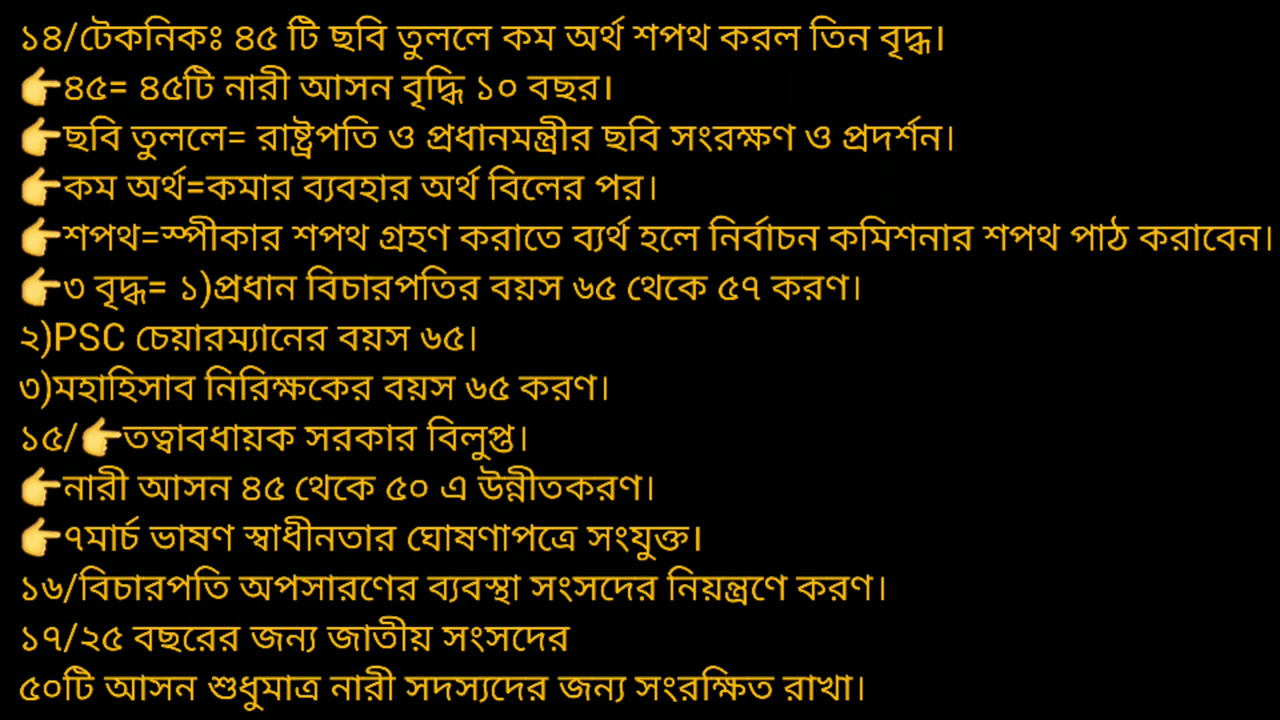 ১৪/টেকনিকঃ ৪৫ টি ছবি তুললে কম অর্থ শপথ করল তিন বৃদ্ধ।
👉৪৫= ৪৫টি নারী আসন বৃদ্ধি ১০ বছর।
👉ছবি তুললে= রাষ্ট্রপতি ও প্রধানমন্ত্রীর ছবি সংরক্ষণ ও প্রদর্শন।
👉কম অর্থ=কমার ব্যবহার অর্থ বিলের পর।
👉শপথ=স্পীকার শপথ গ্রহণ করাতে ব্যর্থ হলে নির্বাচন কমিশনার শপথ পাঠ করাবেন।
👉৩ বৃদ্ধ= ১)প্রধান বিচারপতির বয়স ৬৫ থেকে ৫৭ করণ।
২)PSC চেয়ারম্যানের বয়স ৬৫।
৩)মহাহিসাব নিরিক্ষকের বয়স ৬৫ করণ।
১৫/👉তত্বাবধায়ক সরকার বিলুপ্ত।
👉নারী আসন ৪৫ থেকে ৫০ এ উন্নীতকরণ।
👉৭মার্চ ভাষণ স্বাধীনতার ঘোষণাপত্রে সংযুক্ত।
১৬/বিচারপতি অপসারণের ব্যবস্থা সংসদের নিয়ন্ত্রণে করণ।
১৭/২৫ বছরের জন্য জাতীয় সংসদের
৫০টি আসন শুধুমাত্র নারী সদস্যদের জন্য সংরক্ষিত রাখা।